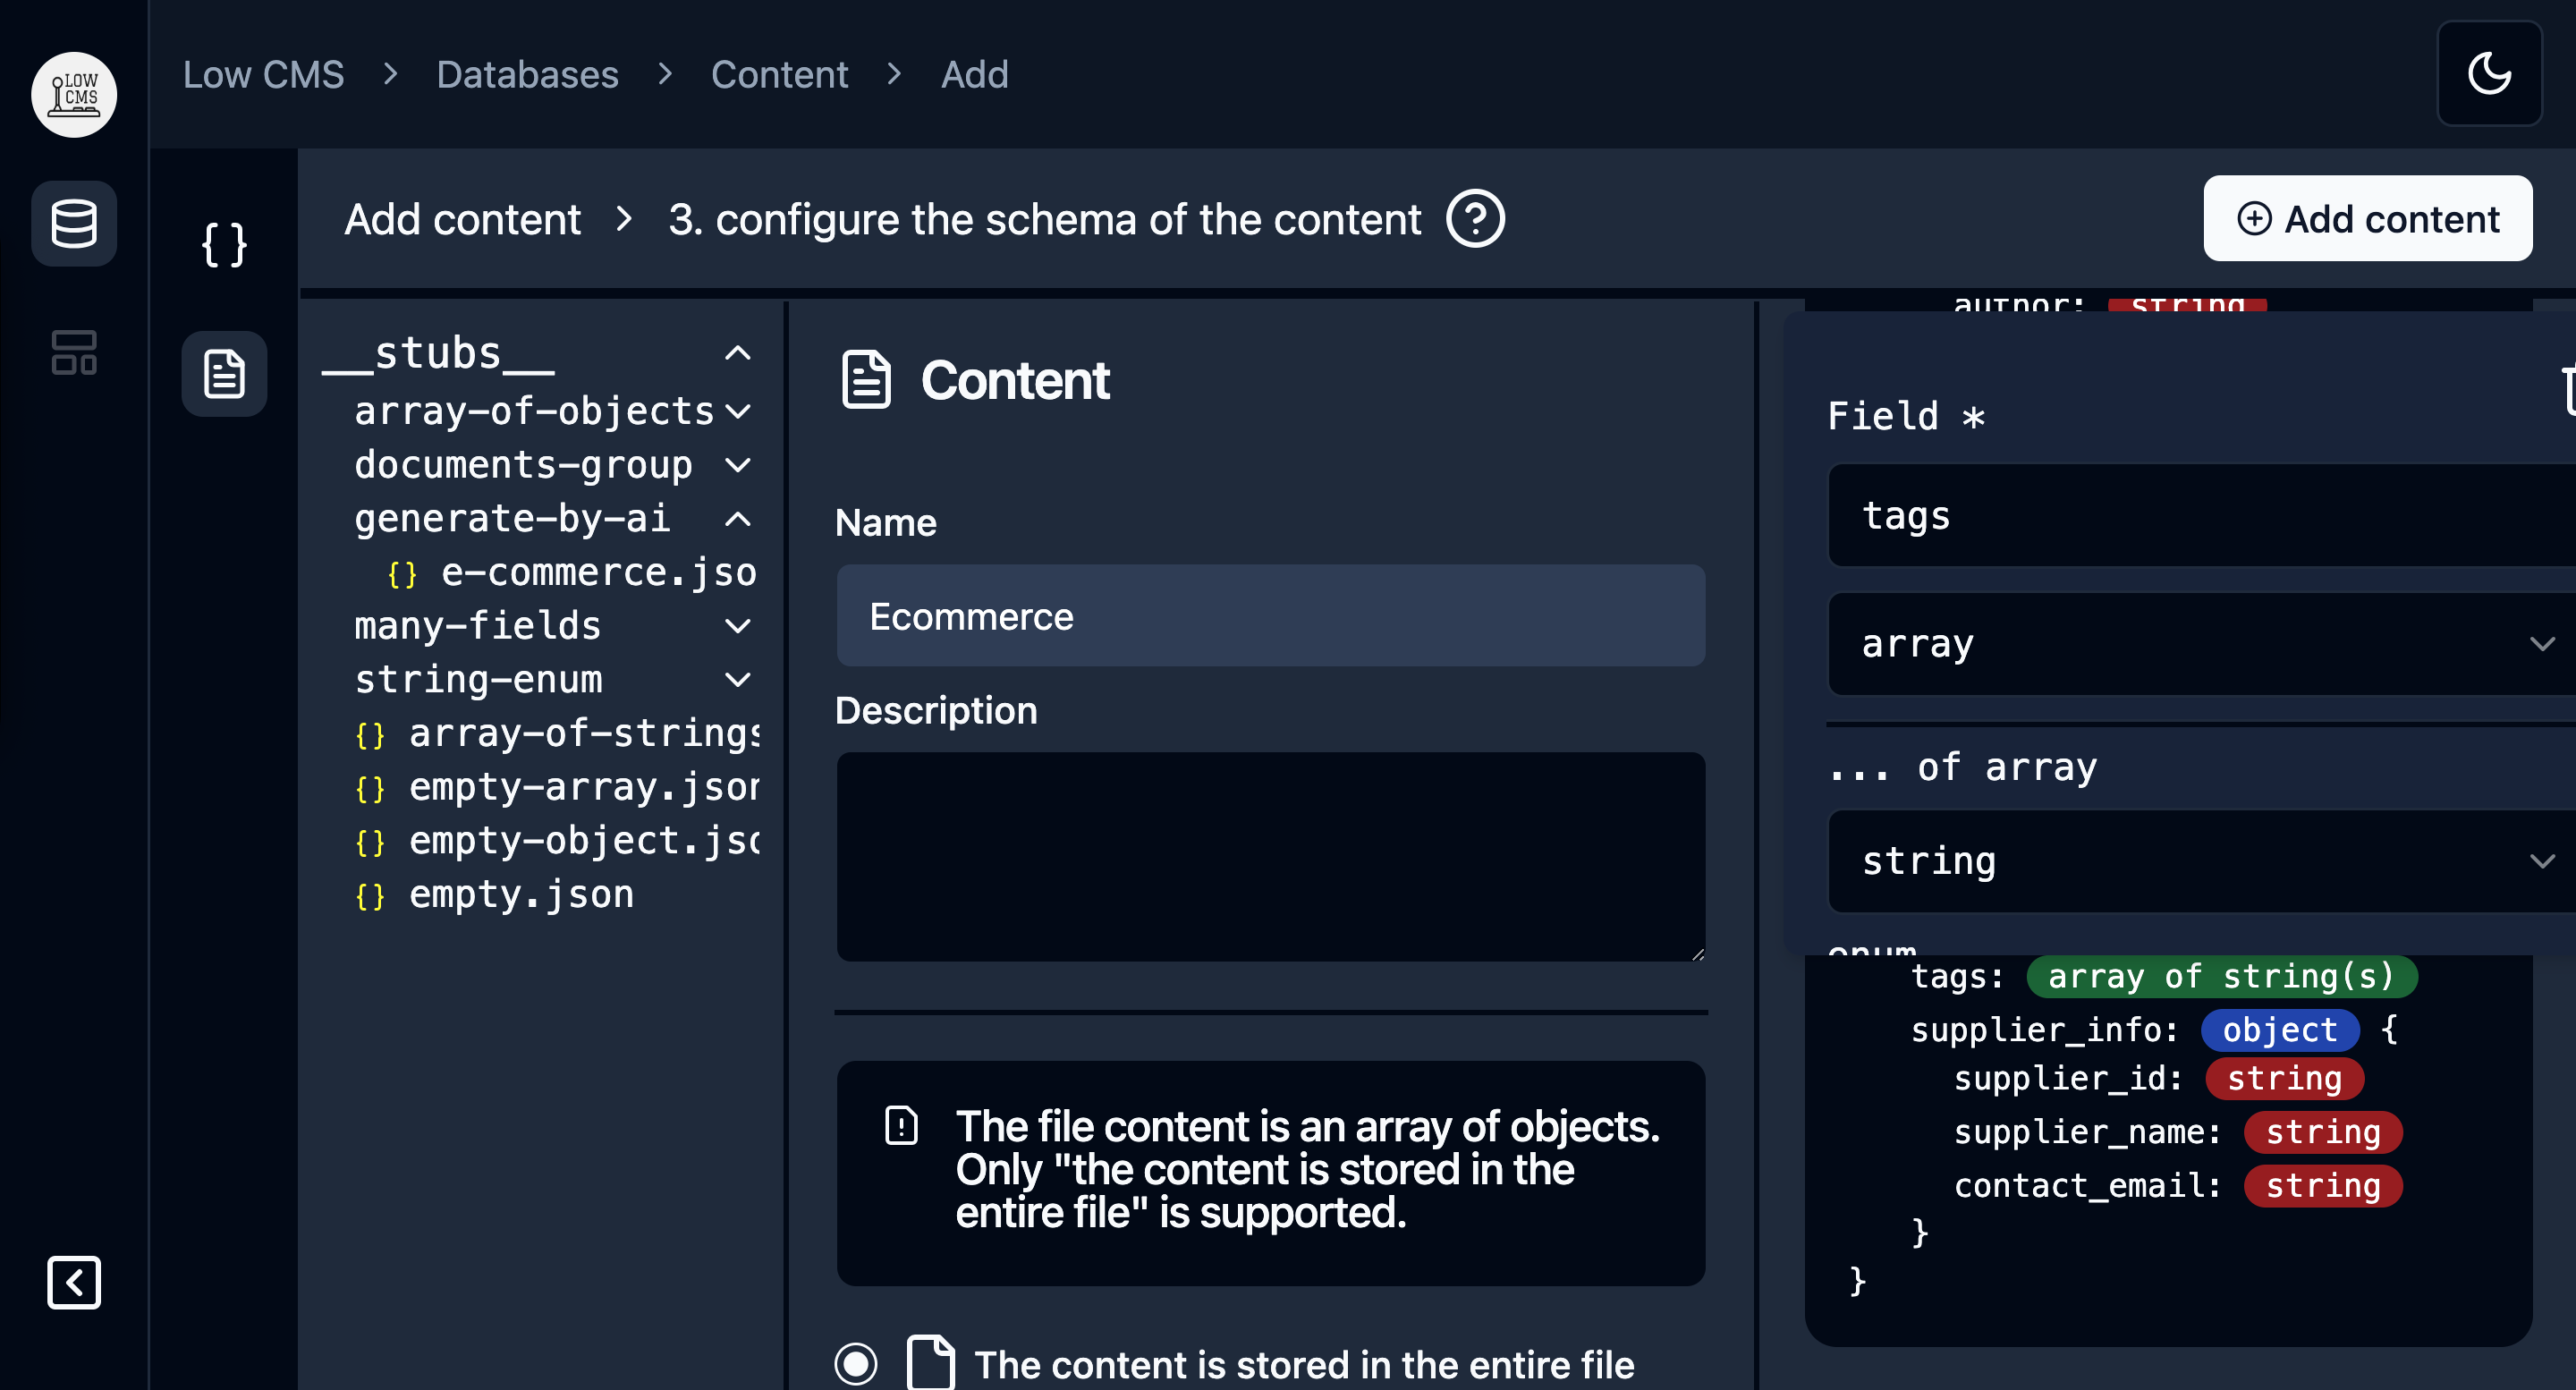 LOW
CMS
Low CMS > Databases > Content > Add
Add content > 3. configure the schema of the content
Add content
{}
__stubs__
array-of-objects
documents-group
generate-by-ai
{} e-commerce.jso
many-fields
string-enum
{} array-of-strings
{} empty-array.json
{} empty-object.jso
{} empty.json
Content
Name
Ecommerce
Description
The file content is an array of objects.
Only "the content is stored in the
entire file" is supported.
The content is stored in the entire file
author: string
Field *
tags
array
... of array
string
enum
tags: array of string(s)
supplier_info: object {
supplier_id: string
supplier_name: string
contact_email: string
}
}